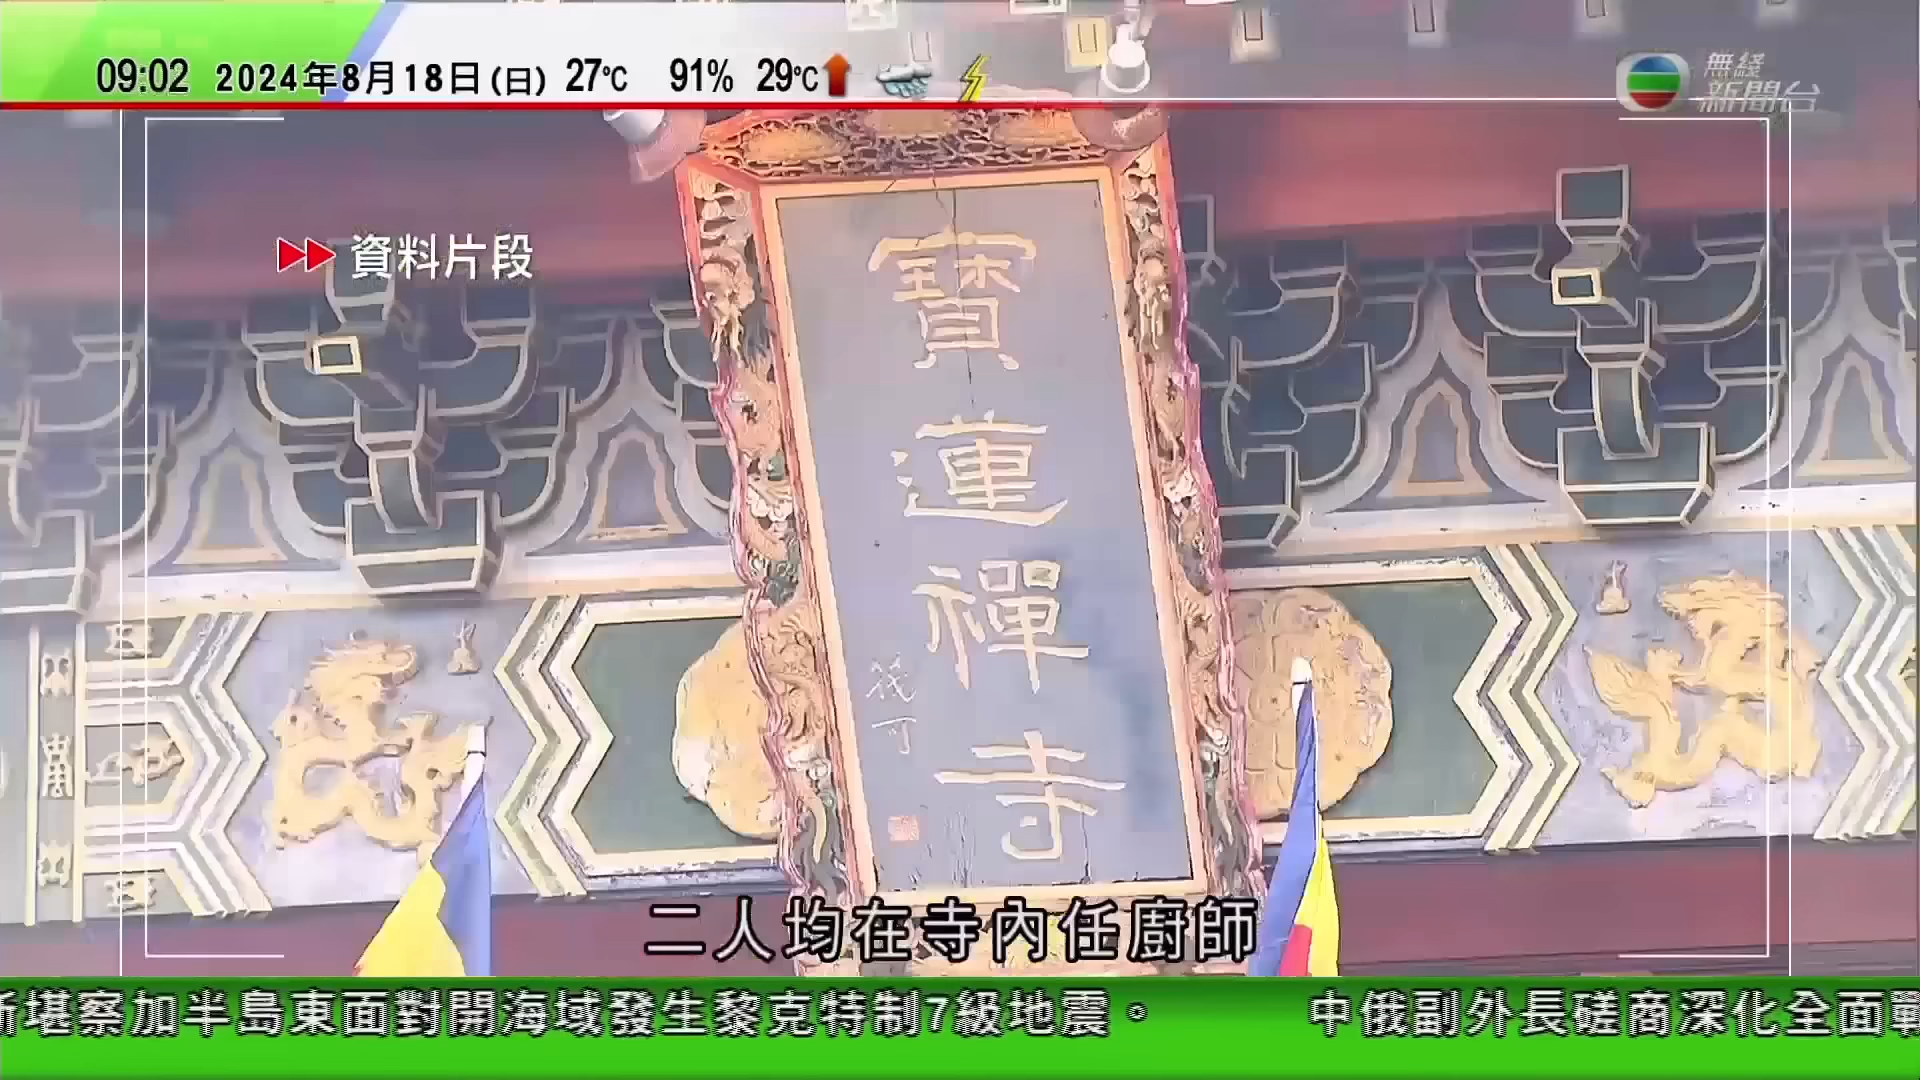 09:02 2024年8月18日(日) 27℃ 91% 29℃
無綫
新聞台
資料片段
寶蓮禪寺
筏可
二人均在寺內任廚師
堪察加半島東面對開海域發生黎克特制7級地震。 中俄副外長磋商深化全面